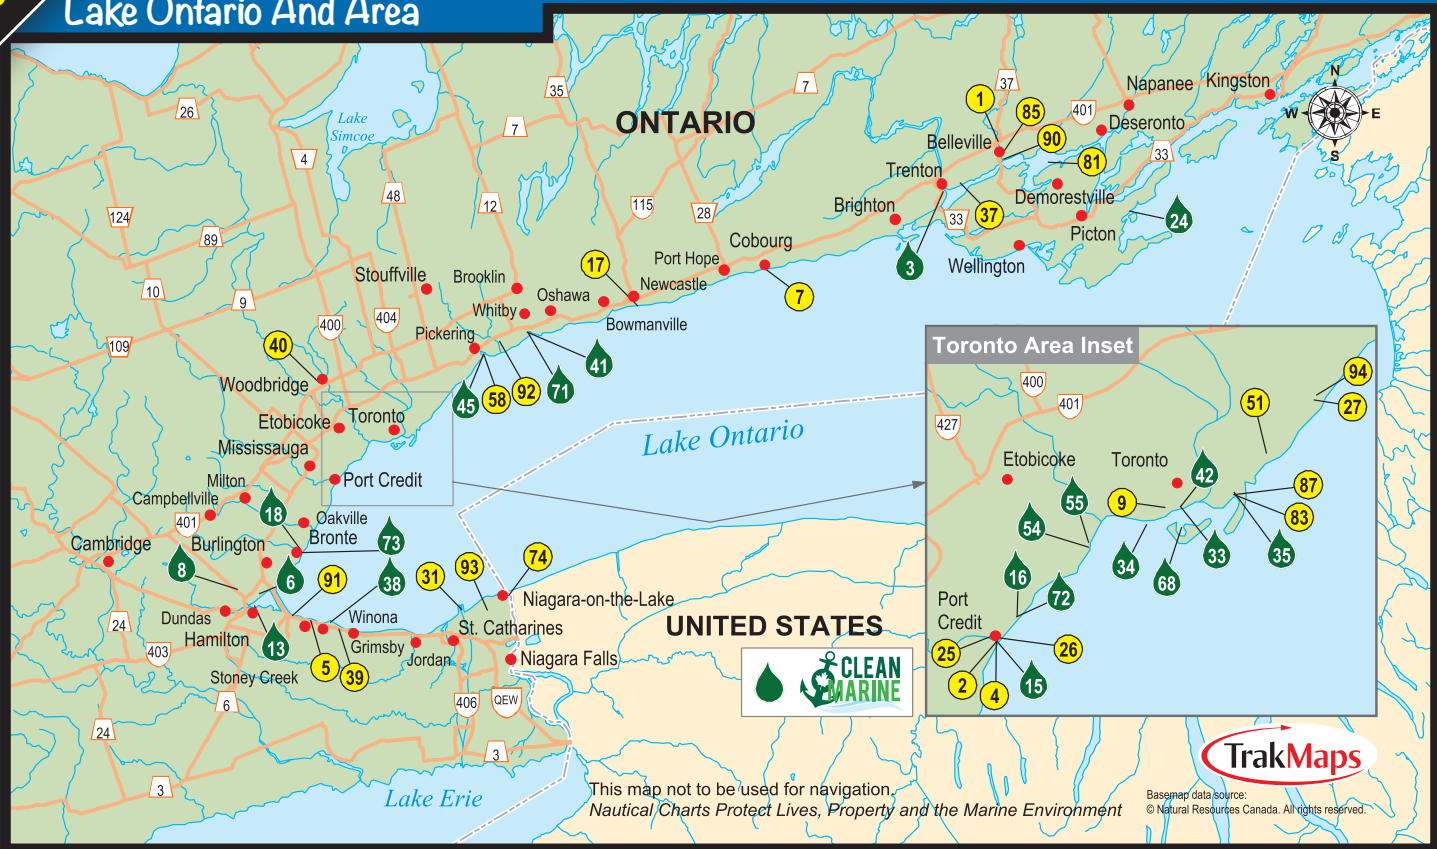 Lake Ontario And Area
ONTARIO
Lake
Simcoe
26
35
7
7
37
401
4
48
12
115
28
33
33
124
89
10
9
109
400
404
401
24
403
6
24
3
406
QEW
3
N
W
E
S
Napanee
Kingston
Deseronto
Belleville
Trenton
Demorestville
Brighton
Picton
Wellington
Cobourg
Port Hope
Newcastle
Bowmanville
Oshawa
Brooklin
Whitby
Stouffville
Pickering
Woodbridge
Etobicoke
Toronto
Mississauga
Port Credit
Milton
Campbellville
Oakville
Bronte
Burlington
Cambridge
Dundas
Hamilton
Stoney Creek
Winona
Grimsby
Jordan
St. Catharines
Niagara-on-the-Lake
Niagara Falls
1
85
90
81
37
24
3
7
17
41
71
92
58
45
40
18
73
8
6
91
38
31
93
74
13
5
39
Lake Ontario
Lake Erie
UNITED STATES
CLEAN
MARINE
Toronto Area Inset
400
401
427
Etobicoke
Toronto
Port
Credit
94
27
51
42
55
9
87
83
54
34
68
33
35
16
72
25
26
2
4
15
TrakMaps
Basemap data source:
© Natural Resources Canada. All rights reserved.
This map not to be used for navigation.
Nautical Charts Protect Lives, Property and the Marine Environment